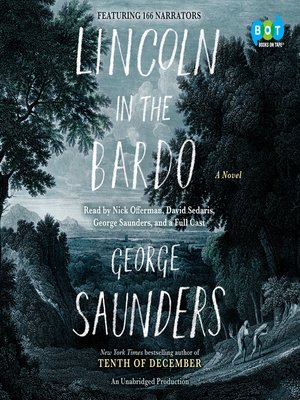 FEATURING 166 NARRATORS
BOT
BOOKS ON TAPE®
LINCOLN
IN THE
BARDO
A Novel
Read by Nick Offerman, David Sedaris,
George Saunders, and a Full Cast
GEORGE
SAUNDERS
New York Times bestselling author of
TENTH OF DECEMBER
An Unabridged Production